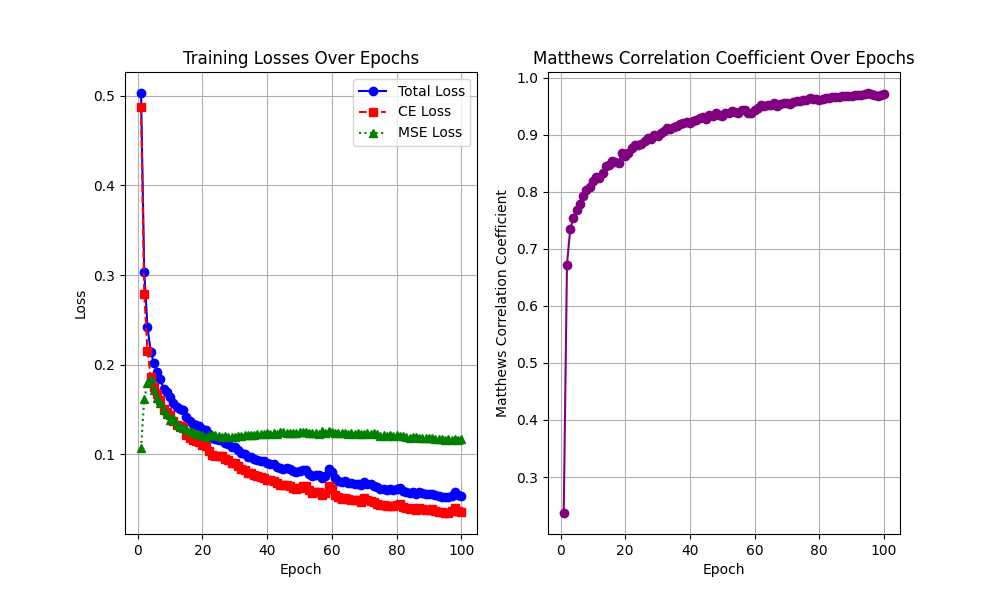 Training Losses Over Epochs
Total Loss
CE Loss
MSE Loss
0.5
0.4
0.3
0.2
0.1
Loss
0 20 40 60 80 100
Epoch
Matthews Correlation Coefficient Over Epochs
1.0
0.9
0.8
0.7
0.6
0.5
0.4
0.3
Matthews Correlation Coefficient
0 20 40 60 80 100
Epoch